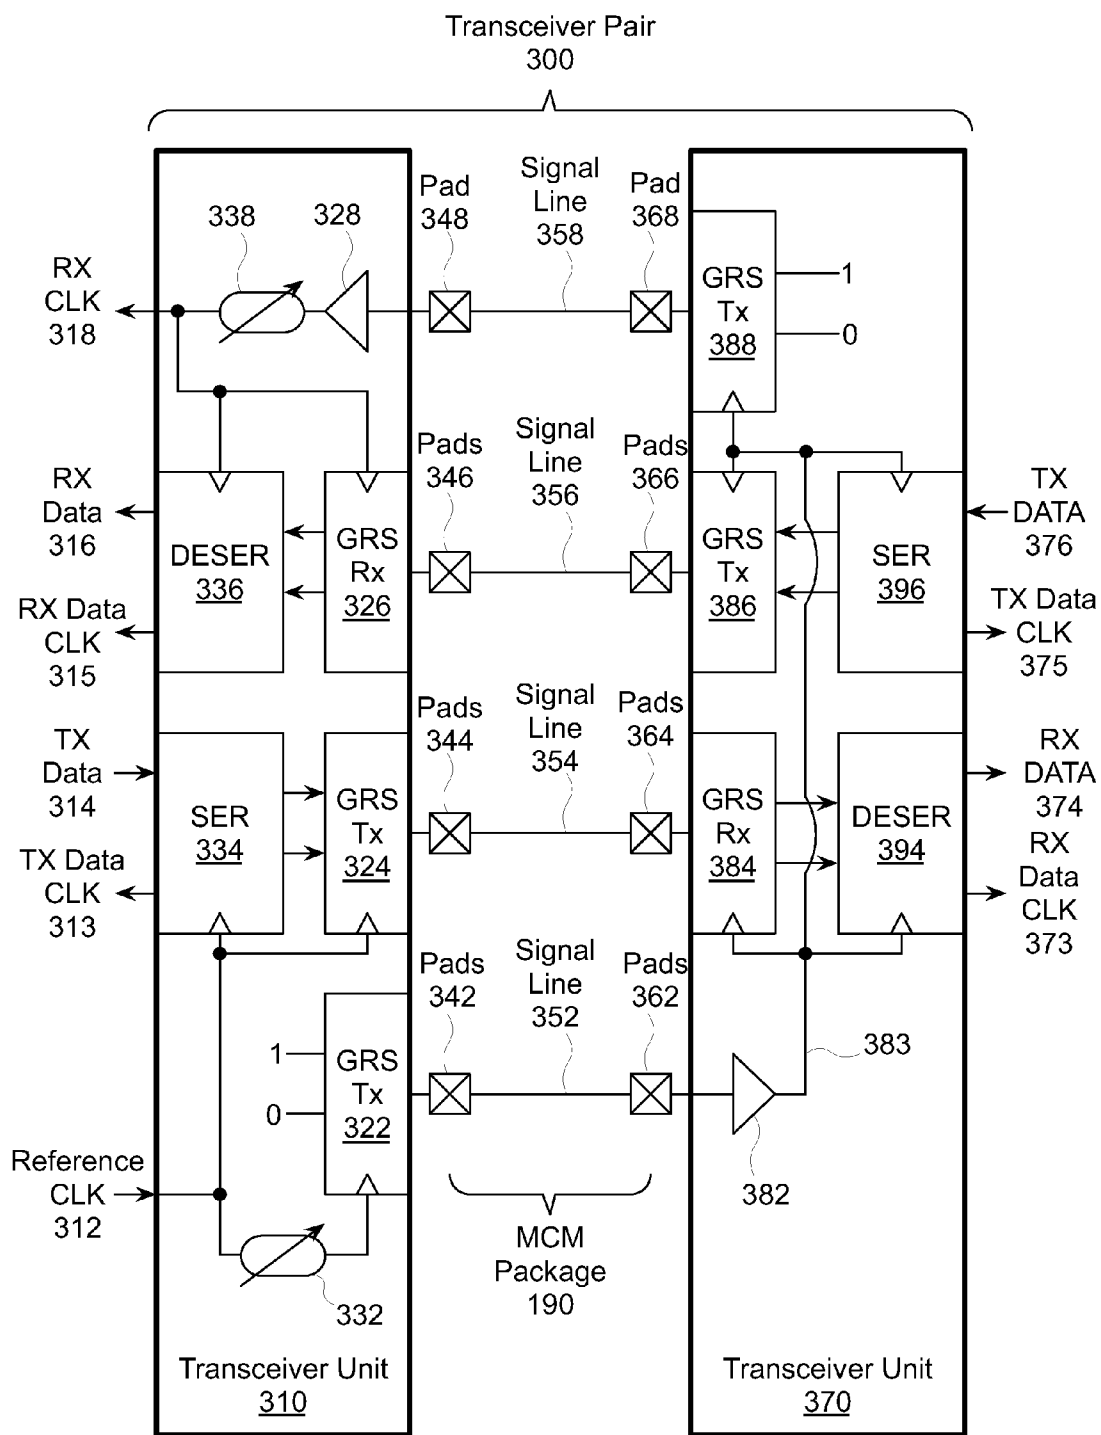 Transceiver Pair
300
338
328
Pad
348
Signal
Line
358
Pad
368
RX
CLK
318
GRS
Tx
388
1
0
Pads
346
Signal
Line
356
Pads
366
RX
Data
316
RX Data
CLK
315
DESER
336
GRS
Rx
326
GRS
Tx
386
SER
396
TX
DATA
376
TX Data
CLK
375
Pads
344
Signal
Line
354
Pads
364
TX
Data
314
TX Data
CLK
313
SER
334
GRS
Tx
324
GRS
Rx
384
DESER
394
RX
DATA
374
RX
Data
CLK
373
Pads
342
Signal
Line
352
Pads
362
1
0
GRS
Tx
322
383
382
Reference
CLK
312
332
MCM
Package
190
Transceiver Unit
310
Transceiver Unit
370